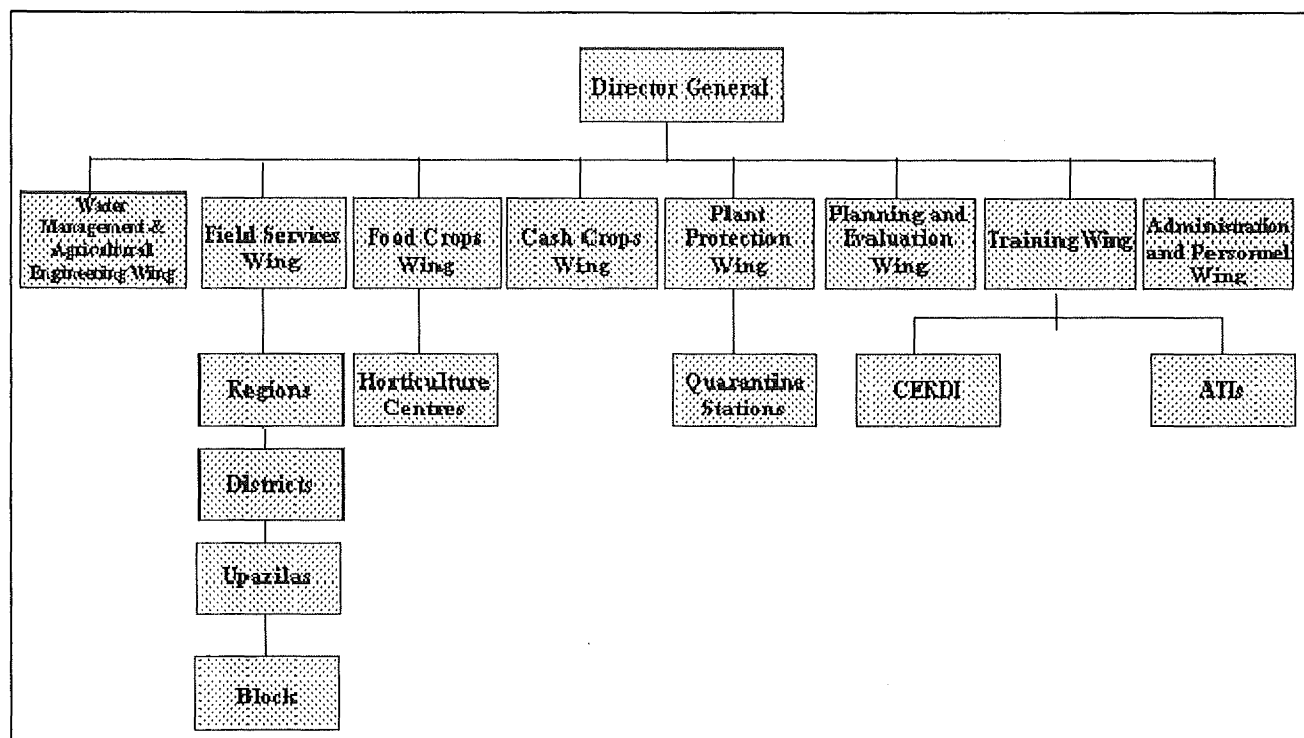 Director General
Water
Management &
Agricultural
Engineering Wing
Field Services
Wing
Food Crops
Wing
Cash Crops Wing
Plant
Protection
Wing
Planning and
Evaluation
Wing
Training Wing
Administration
and Personnel
Wing
Regions
Horticulture
Centres
Quarantine
Stations
CERDI
ATIs
Districts
Upazilas
Block